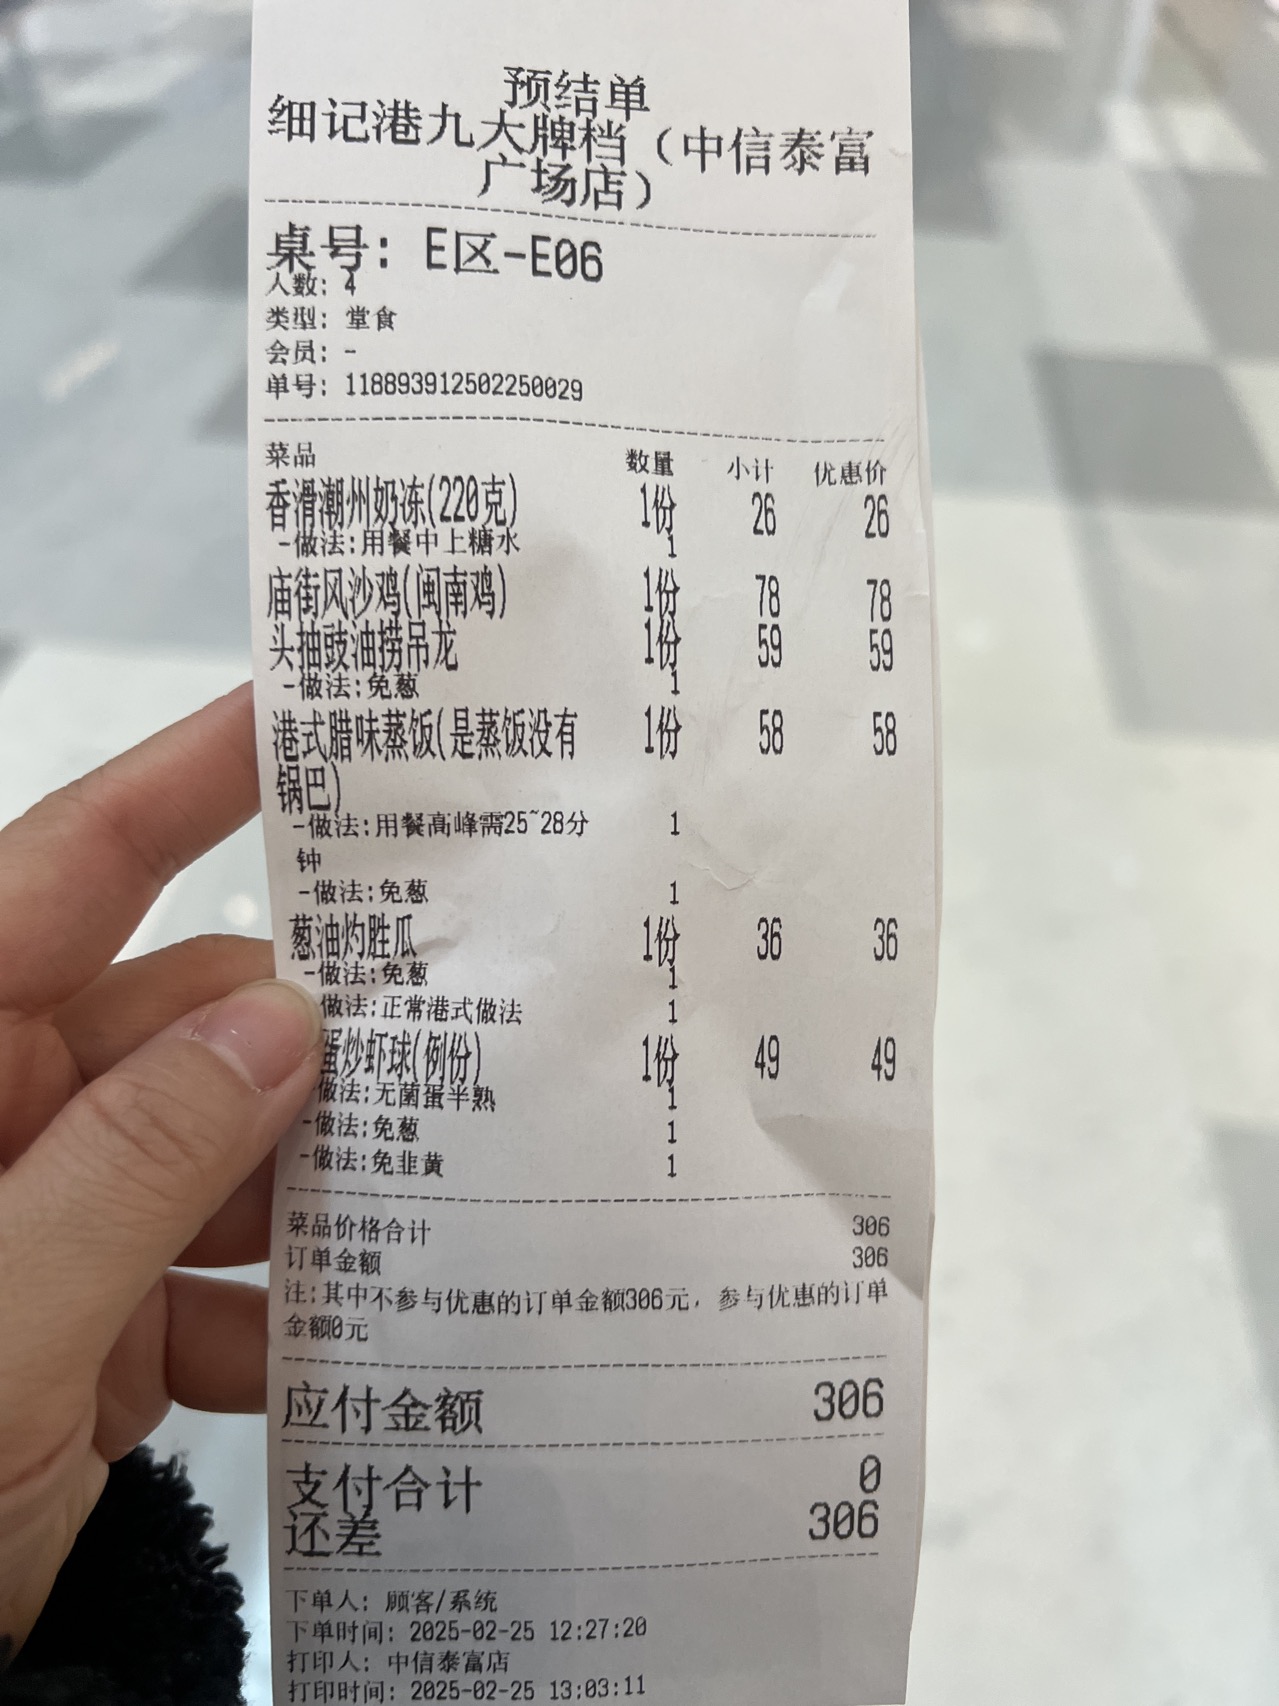 预结单
细记港九大牌档（中信泰富
广场店）
桌号: E区-E06
人数: 4
类型: 堂食
会员: -
单号: 118893912502250029
菜品 数量 小计 优惠价
香滑潮州奶冻(220克) 1份 26 26
-做法:用餐中上糖水 1
庙街风沙鸡(闽南鸡) 1份 78 78
头抽豉油捞吊龙 1份 59 59
-做法:免葱 1
港式腊味蒸饭(是蒸饭没有 1份 58 58
锅巴)
-做法:用餐高峰需25~28分 1
钟
-做法:免葱 1
葱油灼胜瓜 1份 36 36
-做法:免葱 1
做法:正常港式做法 1
蛋炒虾球(例份) 1份 49 49
做法:无菌蛋半熟 1
-做法:免葱 1
-做法:免韭黄 1
菜品价格合计 306
订单金额 306
注:其中不参与优惠的订单金额306元，参与优惠的订单
金额0元
应付金额 306
支付合计 0
还差 306
下单人: 顾客/系统
下单时间: 2025-02-25 12:27:20
打印人: 中信泰富店
打印时间: 2025-02-25 13:03:11